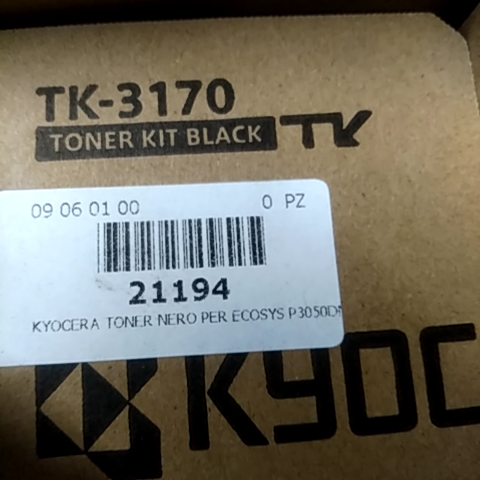 TK-3170
TONER KIT BLACK TK
09 06 01 00 0 PZ
21194
KYOCERA TONER NERO PER ECOSYS P3050D
KYOC